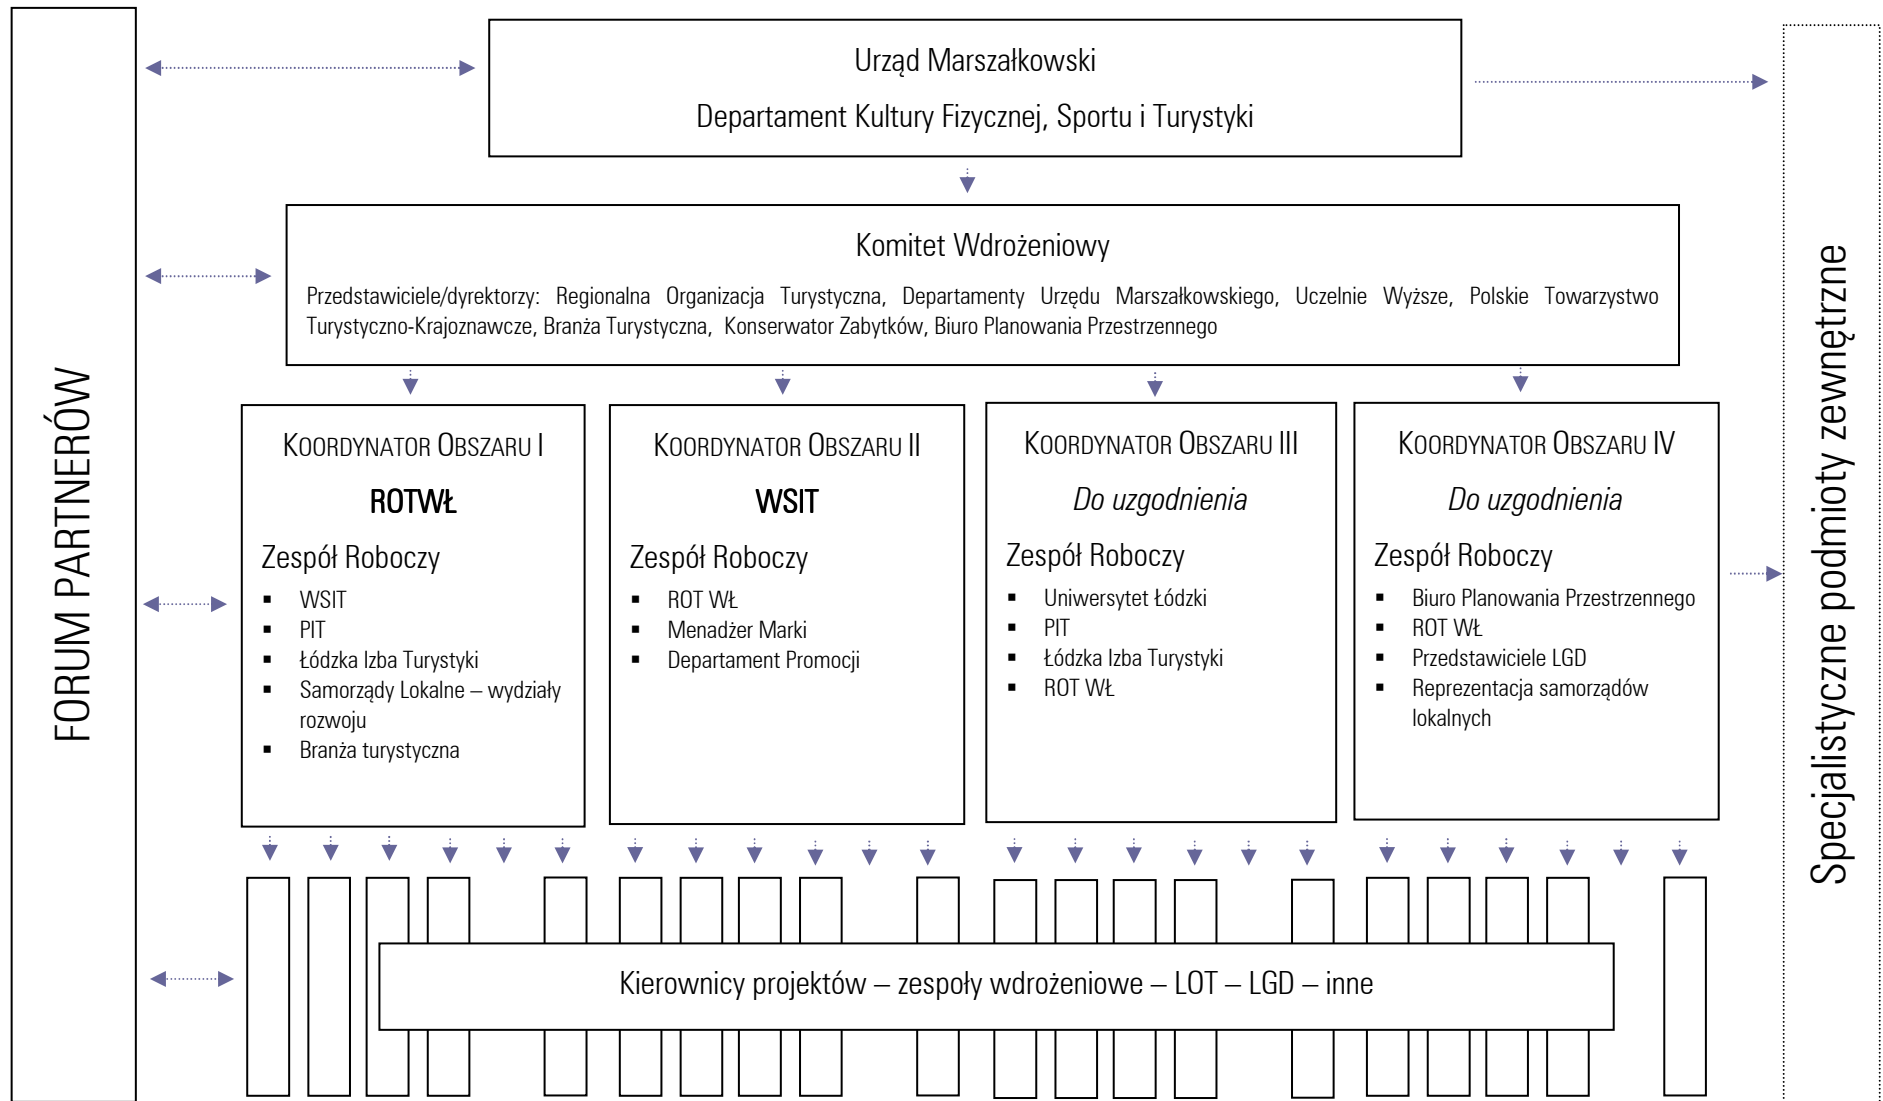 FORUM PARTNERÓW
Urząd Marszałkowski
Departament Kultury Fizycznej, Sportu i Turystyki
Komitet Wdrożeniowy
Przedstawiciele/dyrektorzy: Regionalna Organizacja Turystyczna, Departamenty Urzędu Marszałkowskiego, Uczelnie Wyższe, Polskie Towarzystwo
Turystyczno-Krajoznawcze, Branża Turystyczna, Konserwator Zabytków, Biuro Planowania Przestrzennego
KOORDYNATOR OBSZARU I
ROTWŁ
Zespół Roboczy
▪ WSIT
▪ PIT
▪ Łódzka Izba Turystyki
▪ Samorządy Lokalne – wydziały
rozwoju
▪ Branża turystyczna
KOORDYNATOR OBSZARU II
WSIT
Zespół Roboczy
▪ ROT WŁ
▪ Menadżer Marki
▪ Departament Promocji
KOORDYNATOR OBSZARU III
Do uzgodnienia
Zespół Roboczy
▪ Uniwersytet Łódzki
▪ PIT
▪ Łódzka Izba Turystyki
▪ ROT WŁ
KOORDYNATOR OBSZARU IV
Do uzgodnienia
Zespół Roboczy
▪ Biuro Planowania Przestrzennego
▪ ROT WŁ
▪ Przedstawiciele LGD
▪ Reprezentacja samorządów
lokalnych
Kierownicy projektów – zespoły wdrożeniowe – LOT – LGD – inne
Specjalistyczne podmioty zewnętrzne